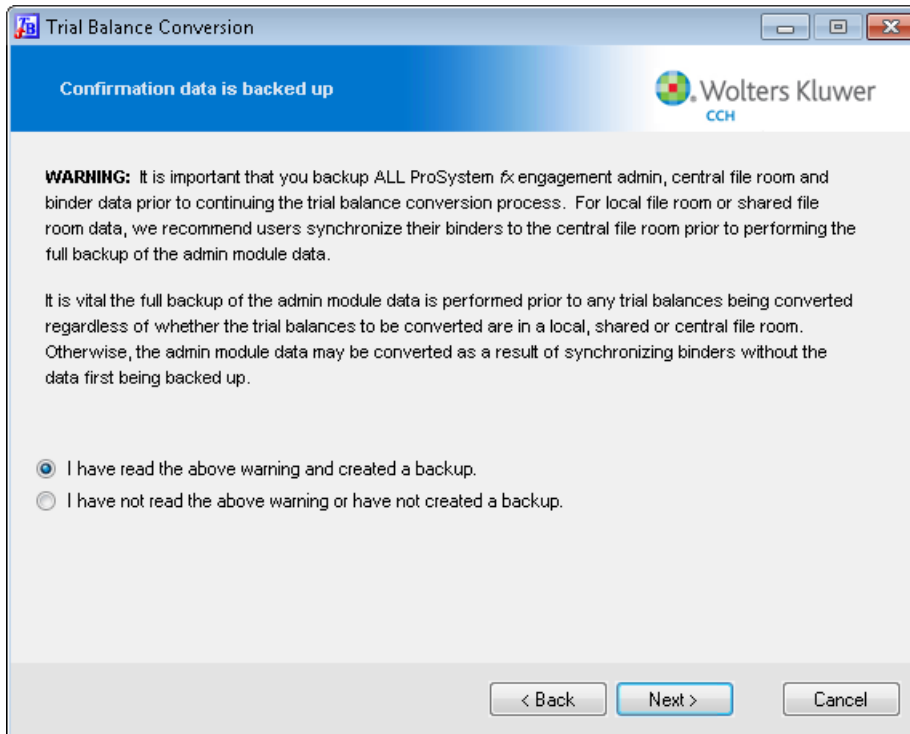 Trial Balance Conversion
Confirmation data is backed up
Wolters Kluwer
CCH
WARNING: It is important that you backup ALL ProSystem fx engagement admin, central file room and
binder data prior to continuing the trial balance conversion process. For local file room or shared file
room data, we recommend users synchronize their binders to the central file room prior to performing the
full backup of the admin module data.
It is vital the full backup of the admin module data is performed prior to any trial balances being converted
regardless of whether the trial balances to be converted are in a local, shared or central file room.
Otherwise, the admin module data may be converted as a result of synchronizing binders without the
data first being backed up.
I have read the above warning and created a backup.
I have not read the above warning or have not created a backup.
< Back Next > Cancel